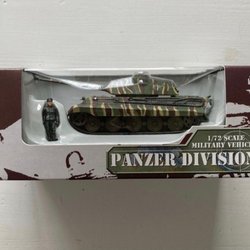 1/72 SCALE
MILITARY VEHICLE
PANZER DIVISION